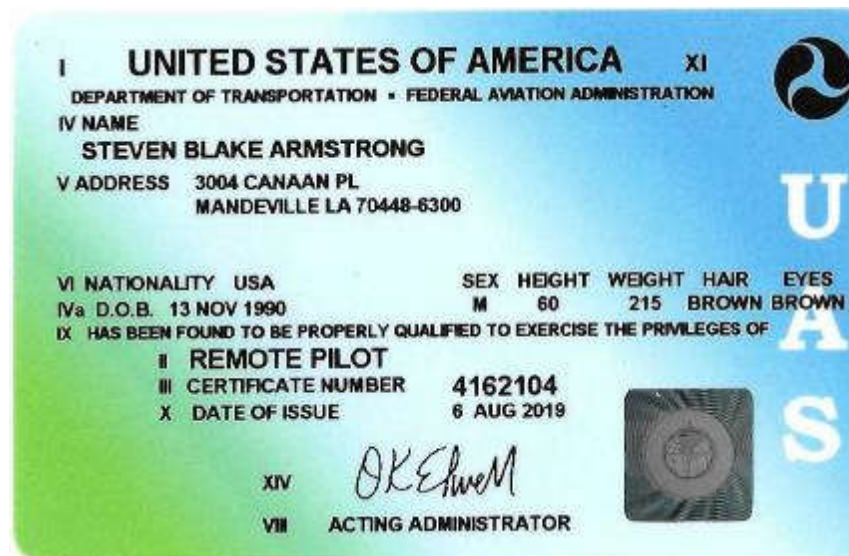 I UNITED STATES OF AMERICA XI
DEPARTMENT OF TRANSPORTATION • FEDERAL AVIATION ADMINISTRATION
IV NAME
STEVEN BLAKE ARMSTRONG
V ADDRESS 3004 CANAAN PL
MANDEVILLE LA 70448-6300
VI NATIONALITY USA SEX HEIGHT WEIGHT HAIR EYES
IVa D.O.B. 13 NOV 1990 M 60 215 BROWN BROWN
IX HAS BEEN FOUND TO BE PROPERLY QUALIFIED TO EXERCISE THE PRIVILEGES OF
II REMOTE PILOT
III CERTIFICATE NUMBER 4162104
X DATE OF ISSUE 6 AUG 2019
XIV
VIII ACTING ADMINISTRATOR
UAS